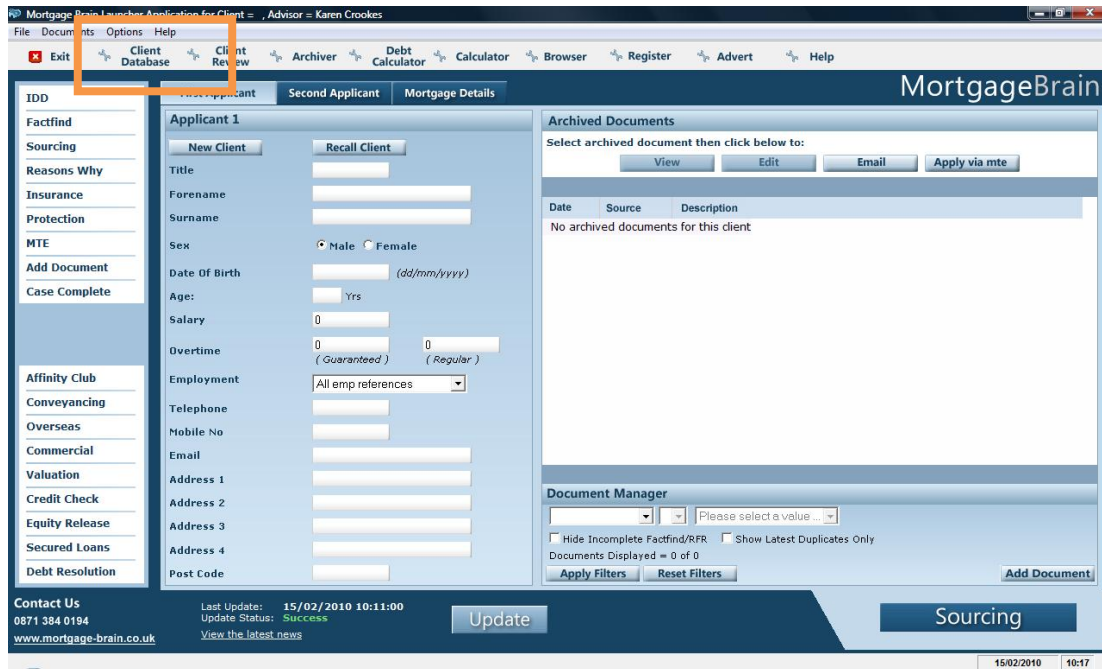 Mortgage Brain Launcher Application for Client = , Advisor = Karen Crookes
File Documents Options Help
Exit Client Database Client Review Archiver Debt Calculator Calculator Browser Register Advert Help
MortgageBrain
First Applicant Second Applicant Mortgage Details
IDD
Factfind
Sourcing
Reasons Why
Insurance
Protection
MTE
Add Document
Case Complete
Affinity Club
Conveyancing
Overseas
Commercial
Valuation
Credit Check
Equity Release
Secured Loans
Debt Resolution
Applicant 1
New Client Recall Client
Title
Forename
Surname
Sex Male Female
Date Of Birth (dd/mm/yyyy)
Age: Yrs
Salary 0
Overtime 0 0
( Guaranteed ) ( Regular )
Employment All emp references
Telephone
Mobile No
Email
Address 1
Address 2
Address 3
Address 4
Post Code
Archived Documents
Select archived document then click below to:
View Edit Email Apply via mte
Date Source Description
No archived documents for this client
Document Manager
Please select a value ...
Hide Incomplete Factfind/RFR Show Latest Duplicates Only
Documents Displayed = 0 of 0
Apply Filters Reset Filters Add Document
Contact Us
0871 384 0194
www.mortgage-brain.co.uk
Last Update: 15/02/2010 10:11:00
Update Status: Success
View the latest news
Update
Sourcing
15/02/2010 10:17